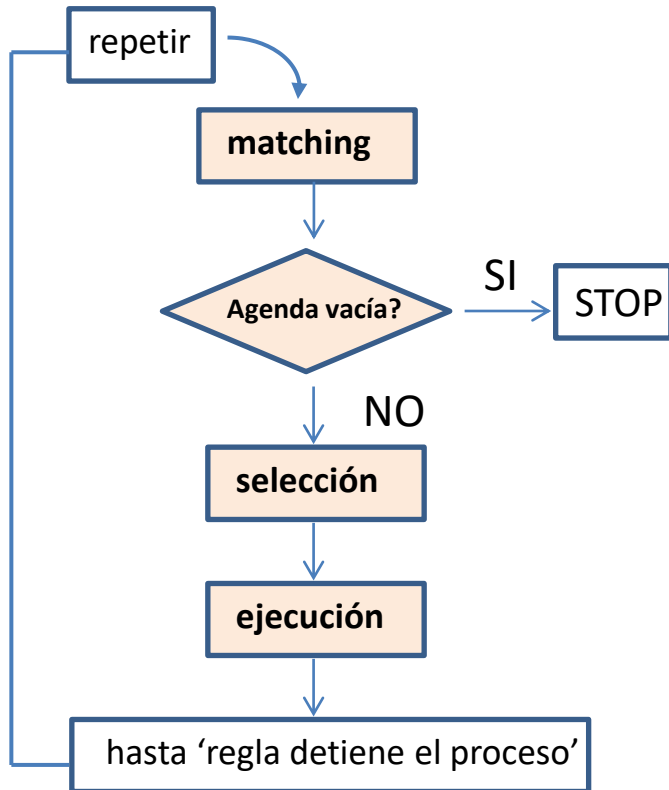 repetir
matching
Agenda vacía?
SI
STOP
NO
selección
ejecución
hasta ‘regla detiene el proceso’